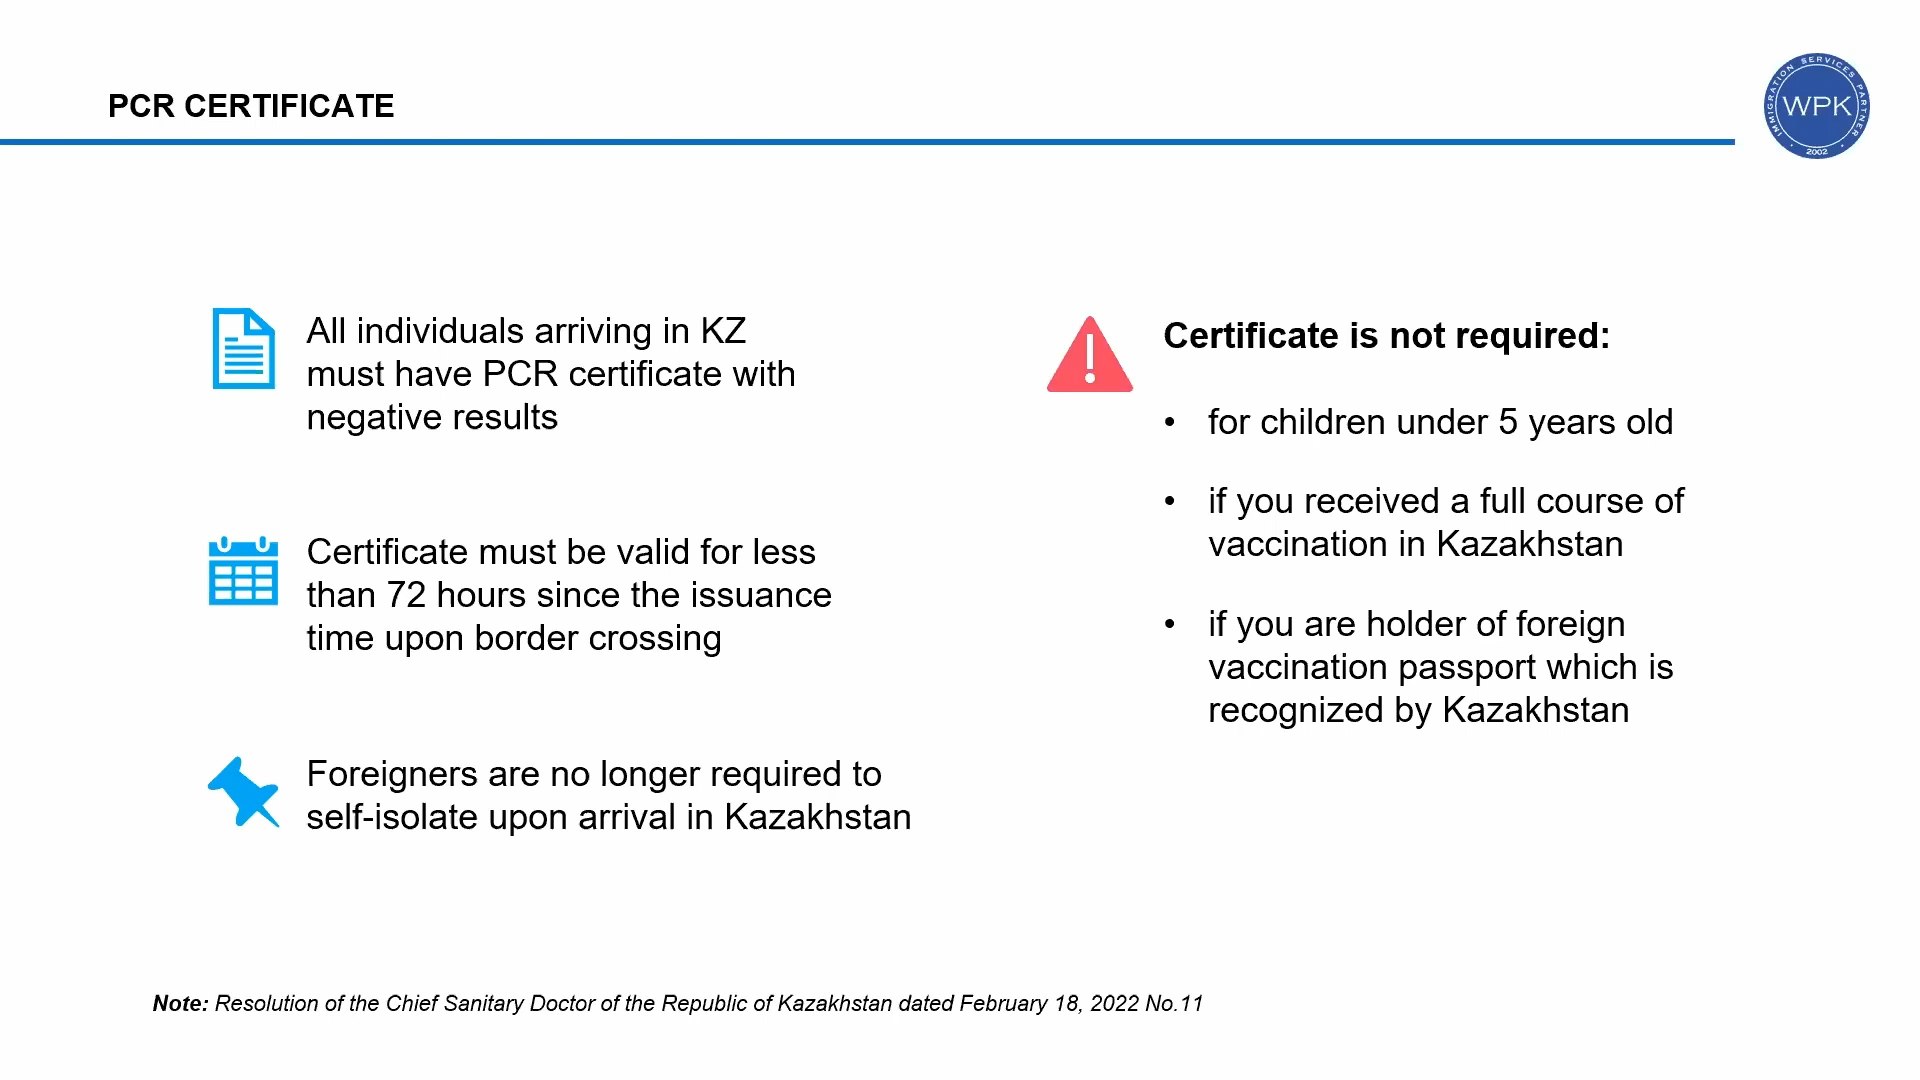 PCR CERTIFICATE
IMMIGRATION SERVICES PARTNER
WPK
2002
All individuals arriving in KZ
must have PCR certificate with
negative results
Certificate must be valid for less
than 72 hours since the issuance
time upon border crossing
Foreigners are no longer required to
self-isolate upon arrival in Kazakhstan
Certificate is not required:
• for children under 5 years old
• if you received a full course of
vaccination in Kazakhstan
• if you are holder of foreign
vaccination passport which is
recognized by Kazakhstan
Note: Resolution of the Chief Sanitary Doctor of the Republic of Kazakhstan dated February 18, 2022 No.11